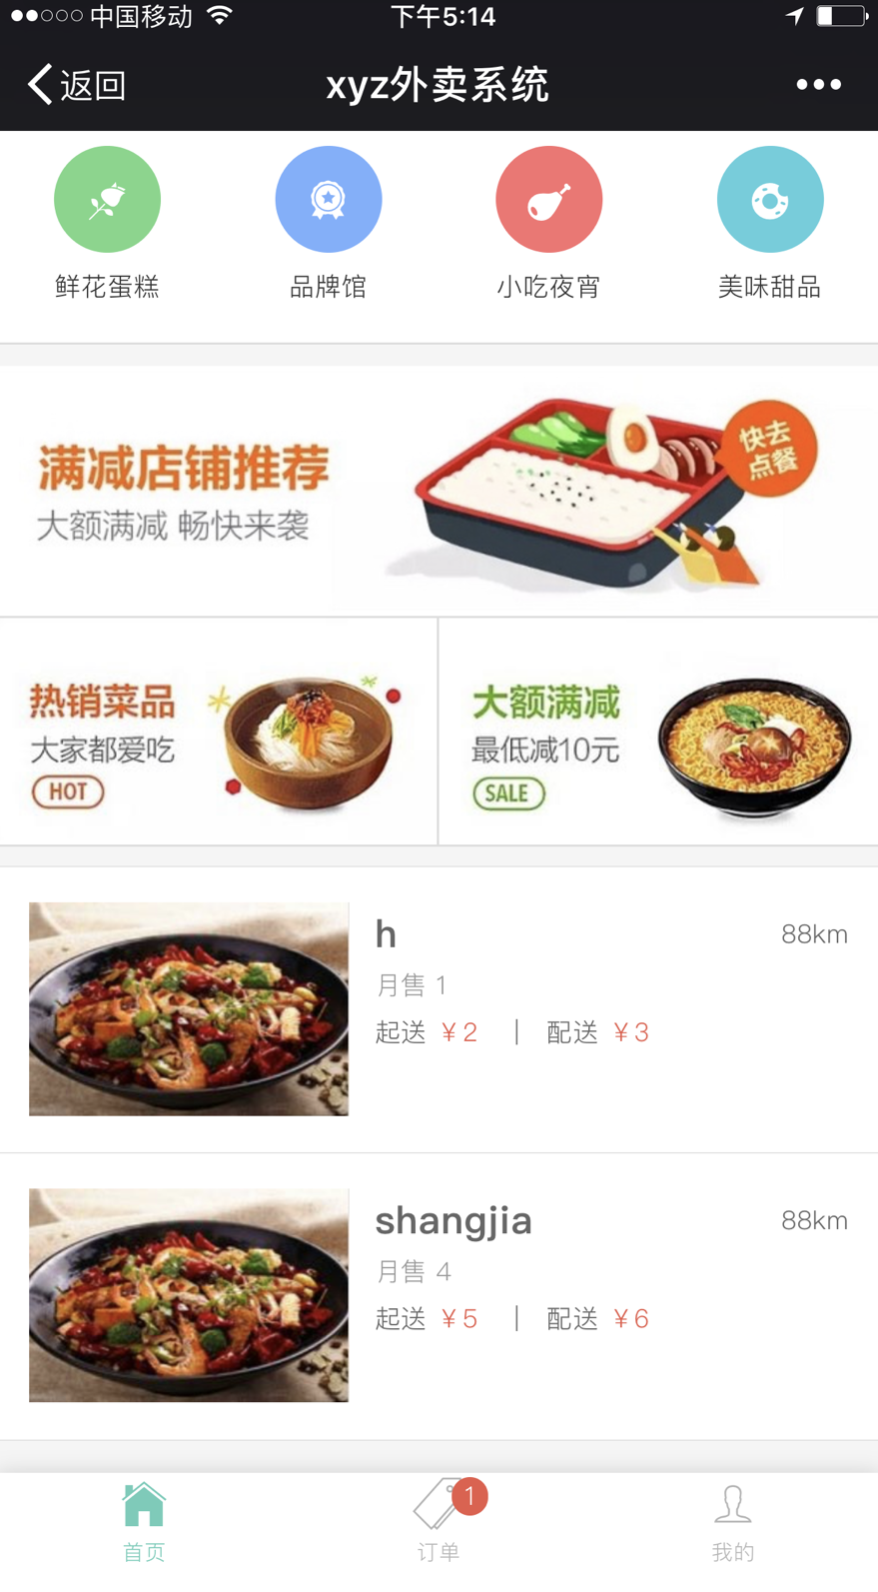 中国移动 下午5:14
返回 xyz外卖系统
鲜花蛋糕 品牌馆 小吃夜宵 美味甜品
满减店铺推荐
大额满减 畅快来袭
快去
点餐
热销菜品
大家都爱吃
HOT
大额满减
最低减10元
SALE
h 88km
月售 1
起送 ¥2 | 配送 ¥3
shangjia 88km
月售 4
起送 ¥5 | 配送 ¥6
1
首页 订单 我的